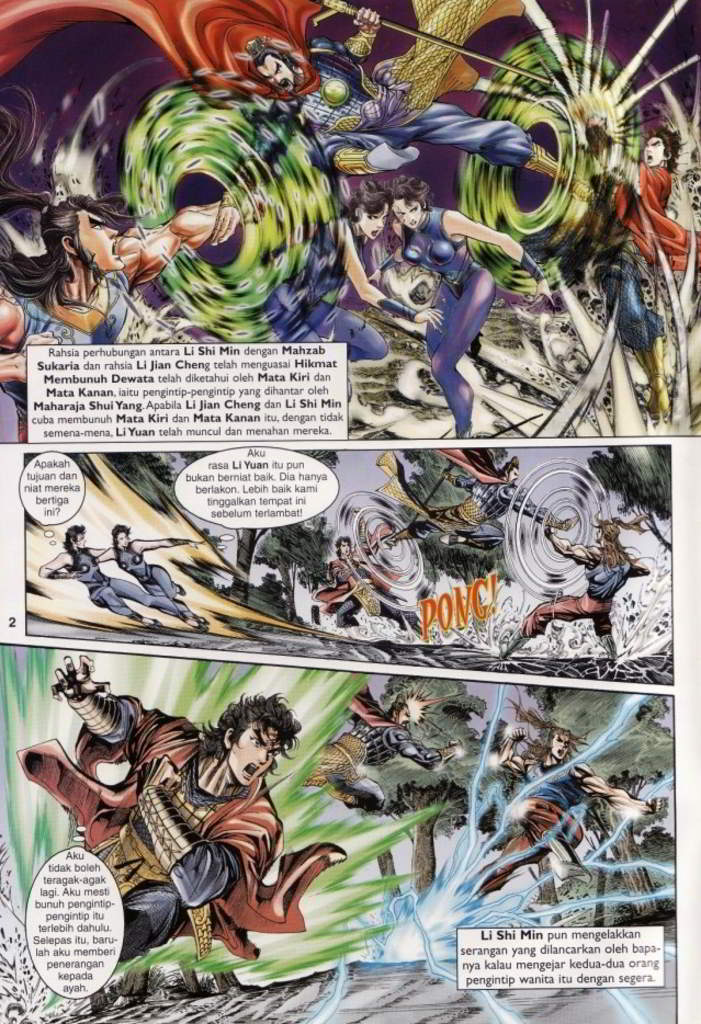 Rahsia perhubungan antara Li Shi Min dengan Mahzab
Sukaria dan rahsia Li Jian Cheng telah menguasai Hikmat
Membunuh Dewata telah diketahui oleh Mata Kiri dan
Mata Kanan, iaitu pengintip-pengintip yang dihantar oleh
Maharaja Shui Yang. Apabila Li Jian Cheng dan Li Shi Min
cuba membunuh Mata Kiri dan Mata Kanan itu, dengan tidak
semena-mena, Li Yuan telah muncul dan menahan mereka.
Apakah
tujuan dan
niat mereka
bertiga
ini?
Aku
rasa Li Yuan itu pun
bukan berniat baik. Dia hanya
berlakon. Lebih baik kami
tinggalkan tempat ini
sebelum terlambat!
PONG!
2
Aku
tidak boleh
teragak-agak
lagi. Aku mesti
bunuh pengintip-
pengintip itu
terlebih dahulu.
Selepas itu, baru-
lah aku memberi
penerangan
kepada
ayah.
Li Shi Min pun mengelakkan
serangan yang dilancarkan oleh bapa-
nya kalau mengejar kedua-dua orang
pengintip wanita itu dengan segera.